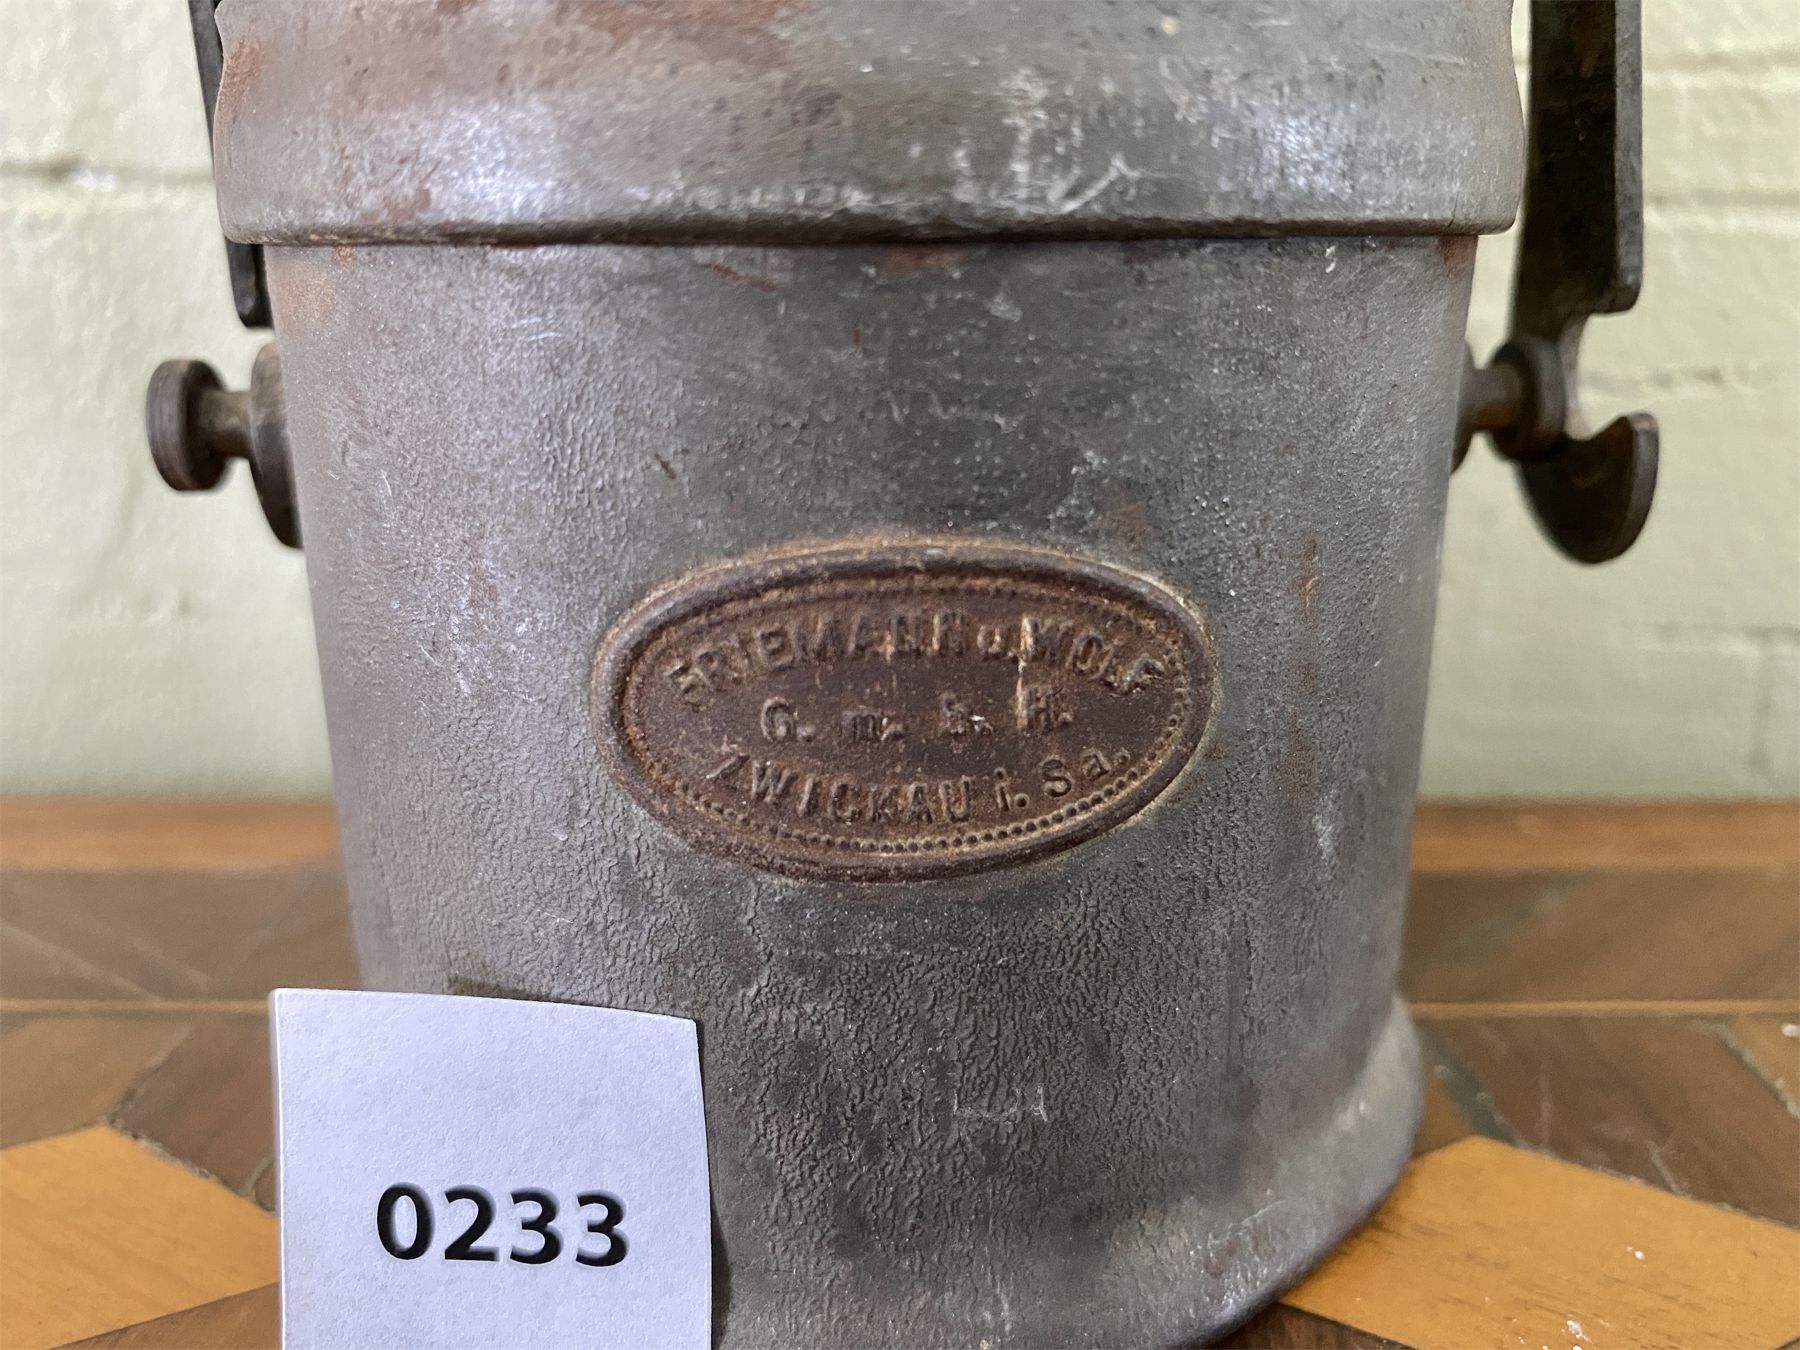 FRIEMANN u. WOLF
G. m. b. H.
ZWICKAU i. Sa.
0233